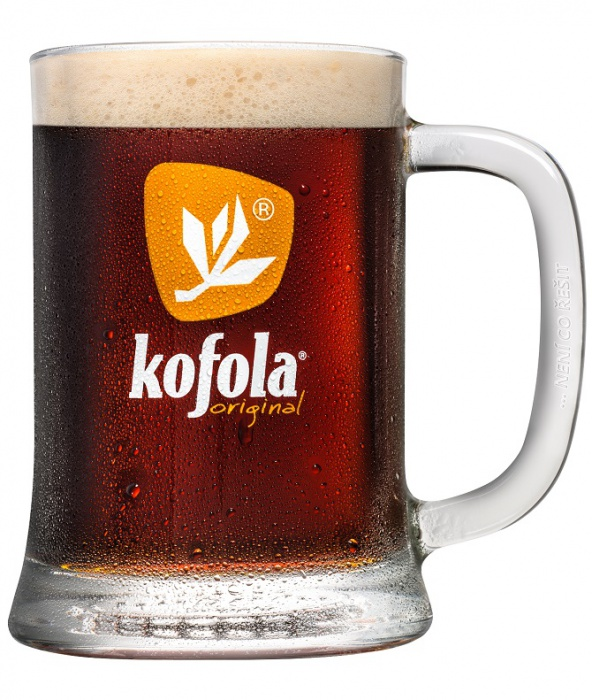 ®
kofola®
original
... NENÍ CO ŘEŠIT